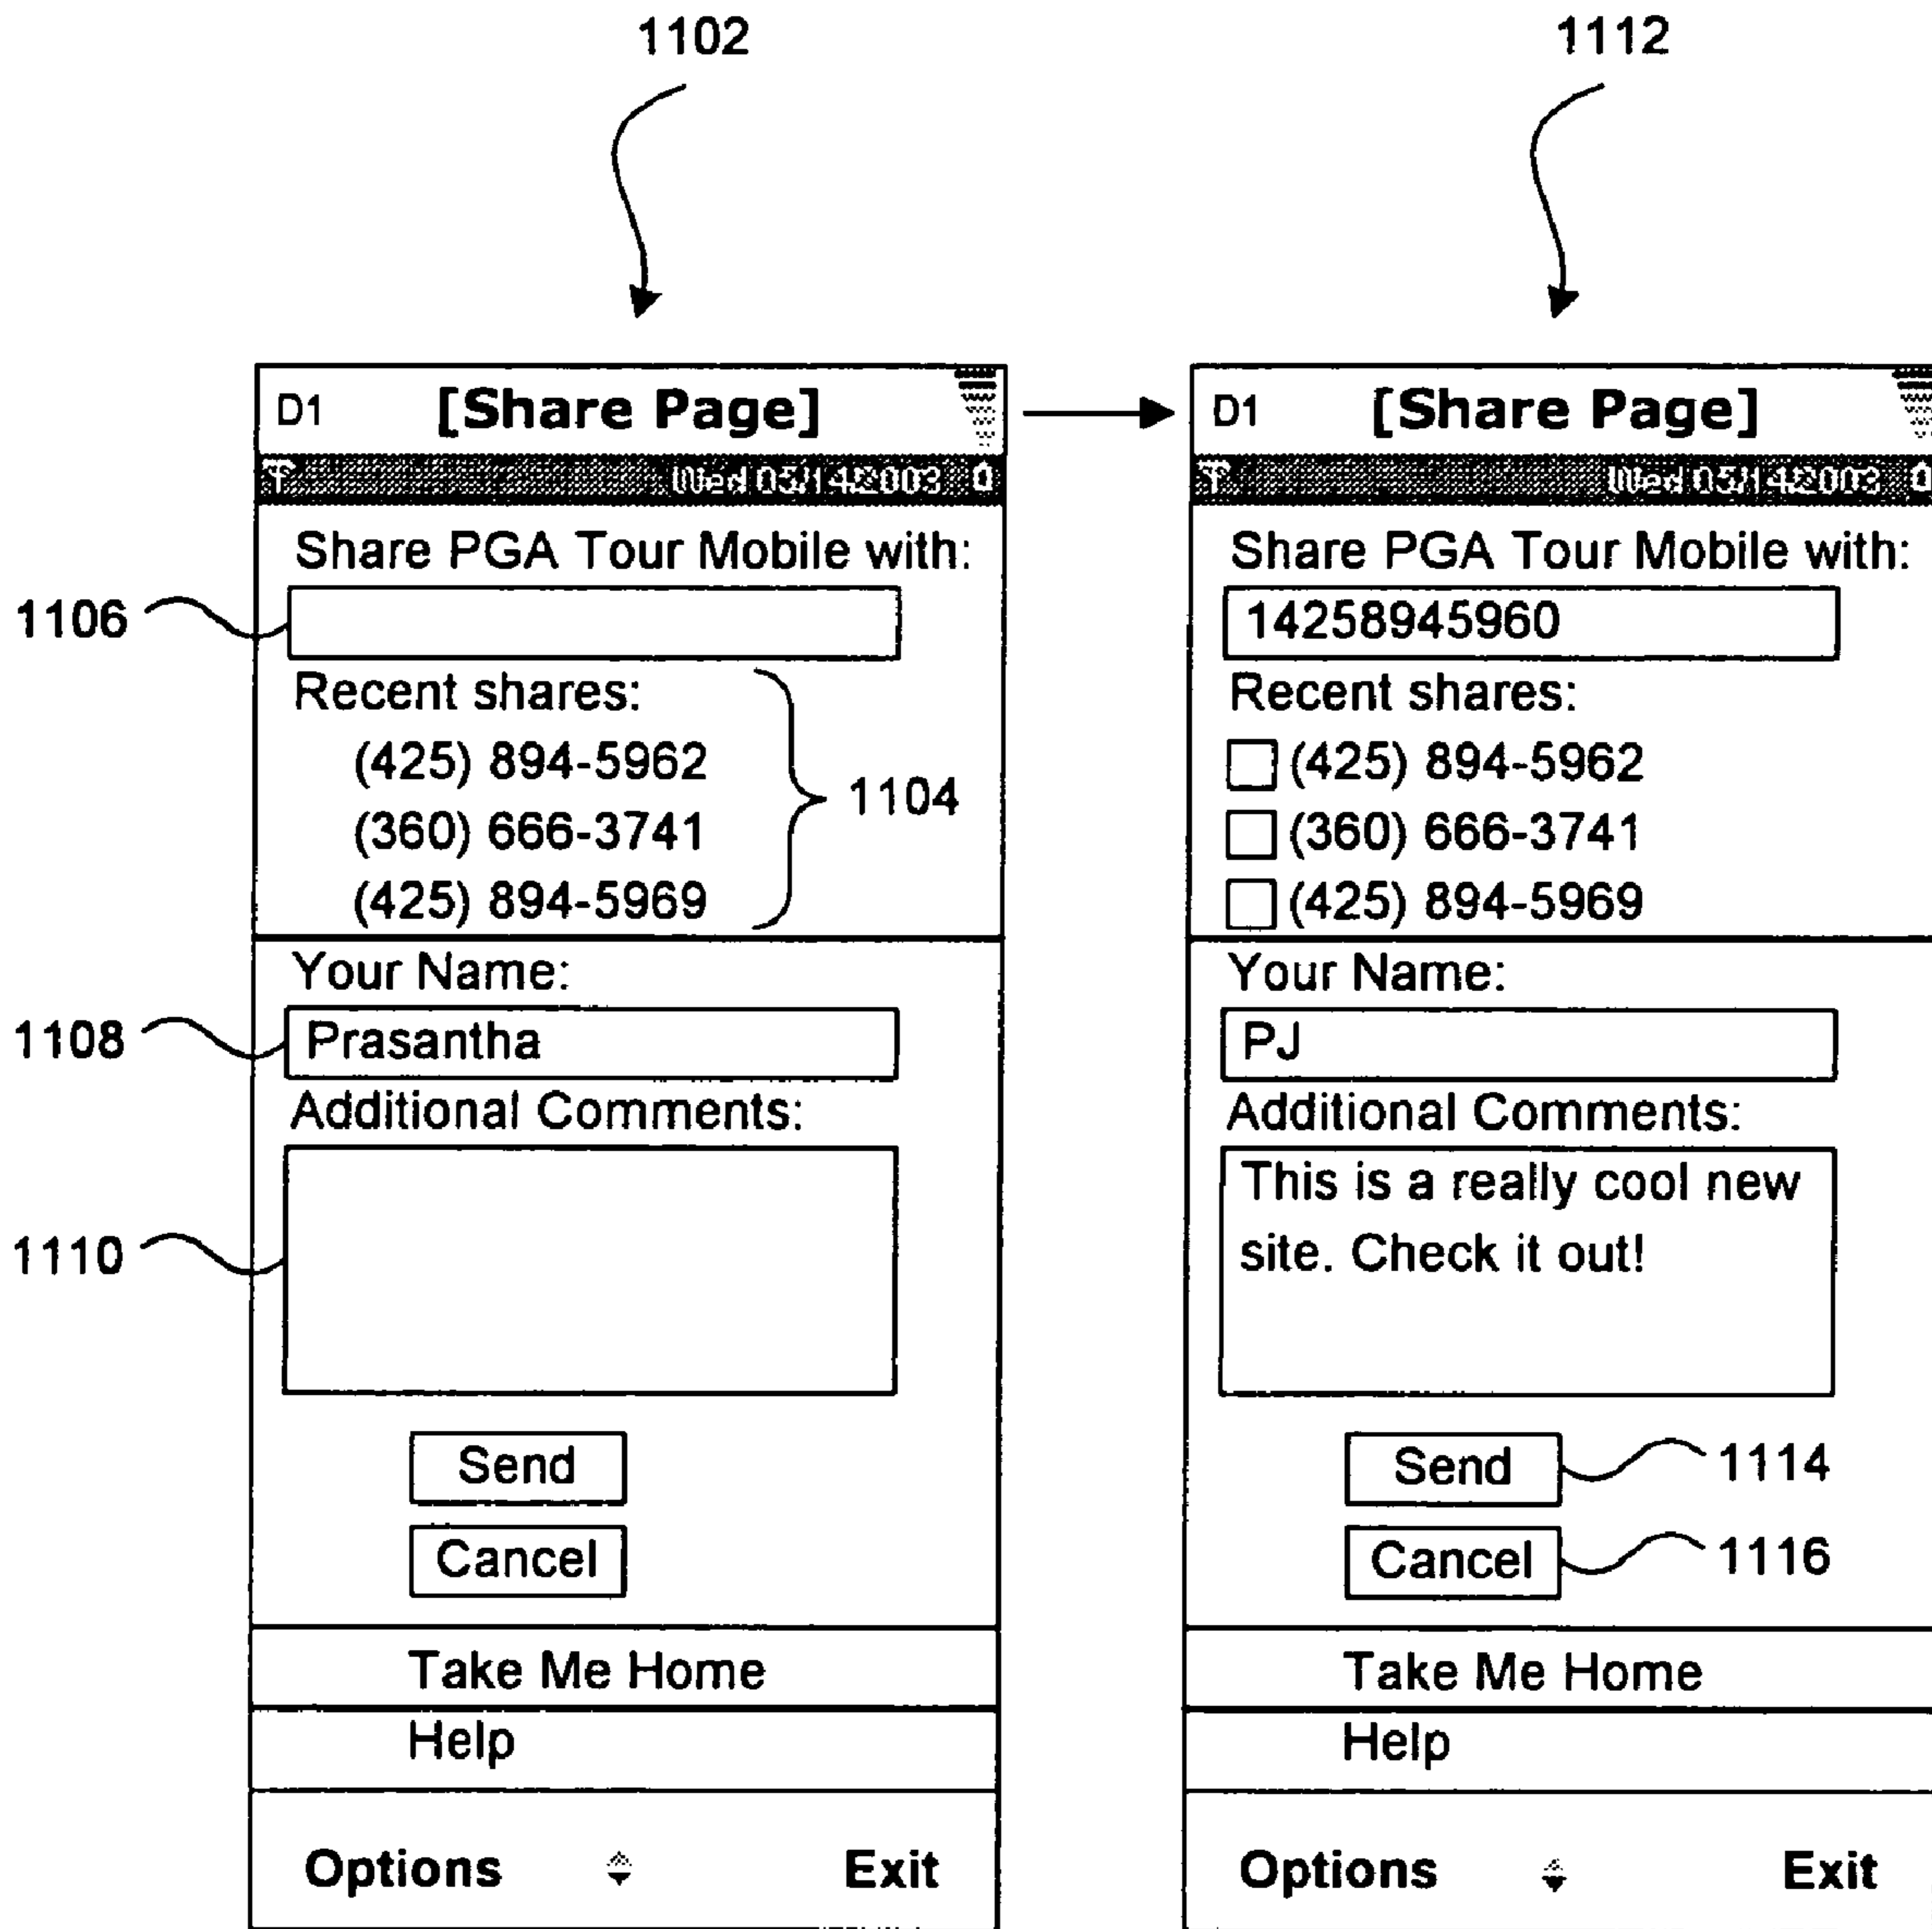 1102
1112
D1 [Share Page]
Share PGA Tour Mobile with:
1106
Recent shares:
(425) 894-5962
(360) 666-3741
(425) 894-5969
1104
Your Name:
1108
Prasantha
Additional Comments:
1110
Send
Cancel
Take Me Home
Help
Options Exit
D1 [Share Page]
Share PGA Tour Mobile with:
14258945960
Recent shares:
(425) 894-5962
(360) 666-3741
(425) 894-5969
Your Name:
PJ
Additional Comments:
This is a really cool new
site. Check it out!
Send 1114
Cancel 1116
Take Me Home
Help
Options Exit